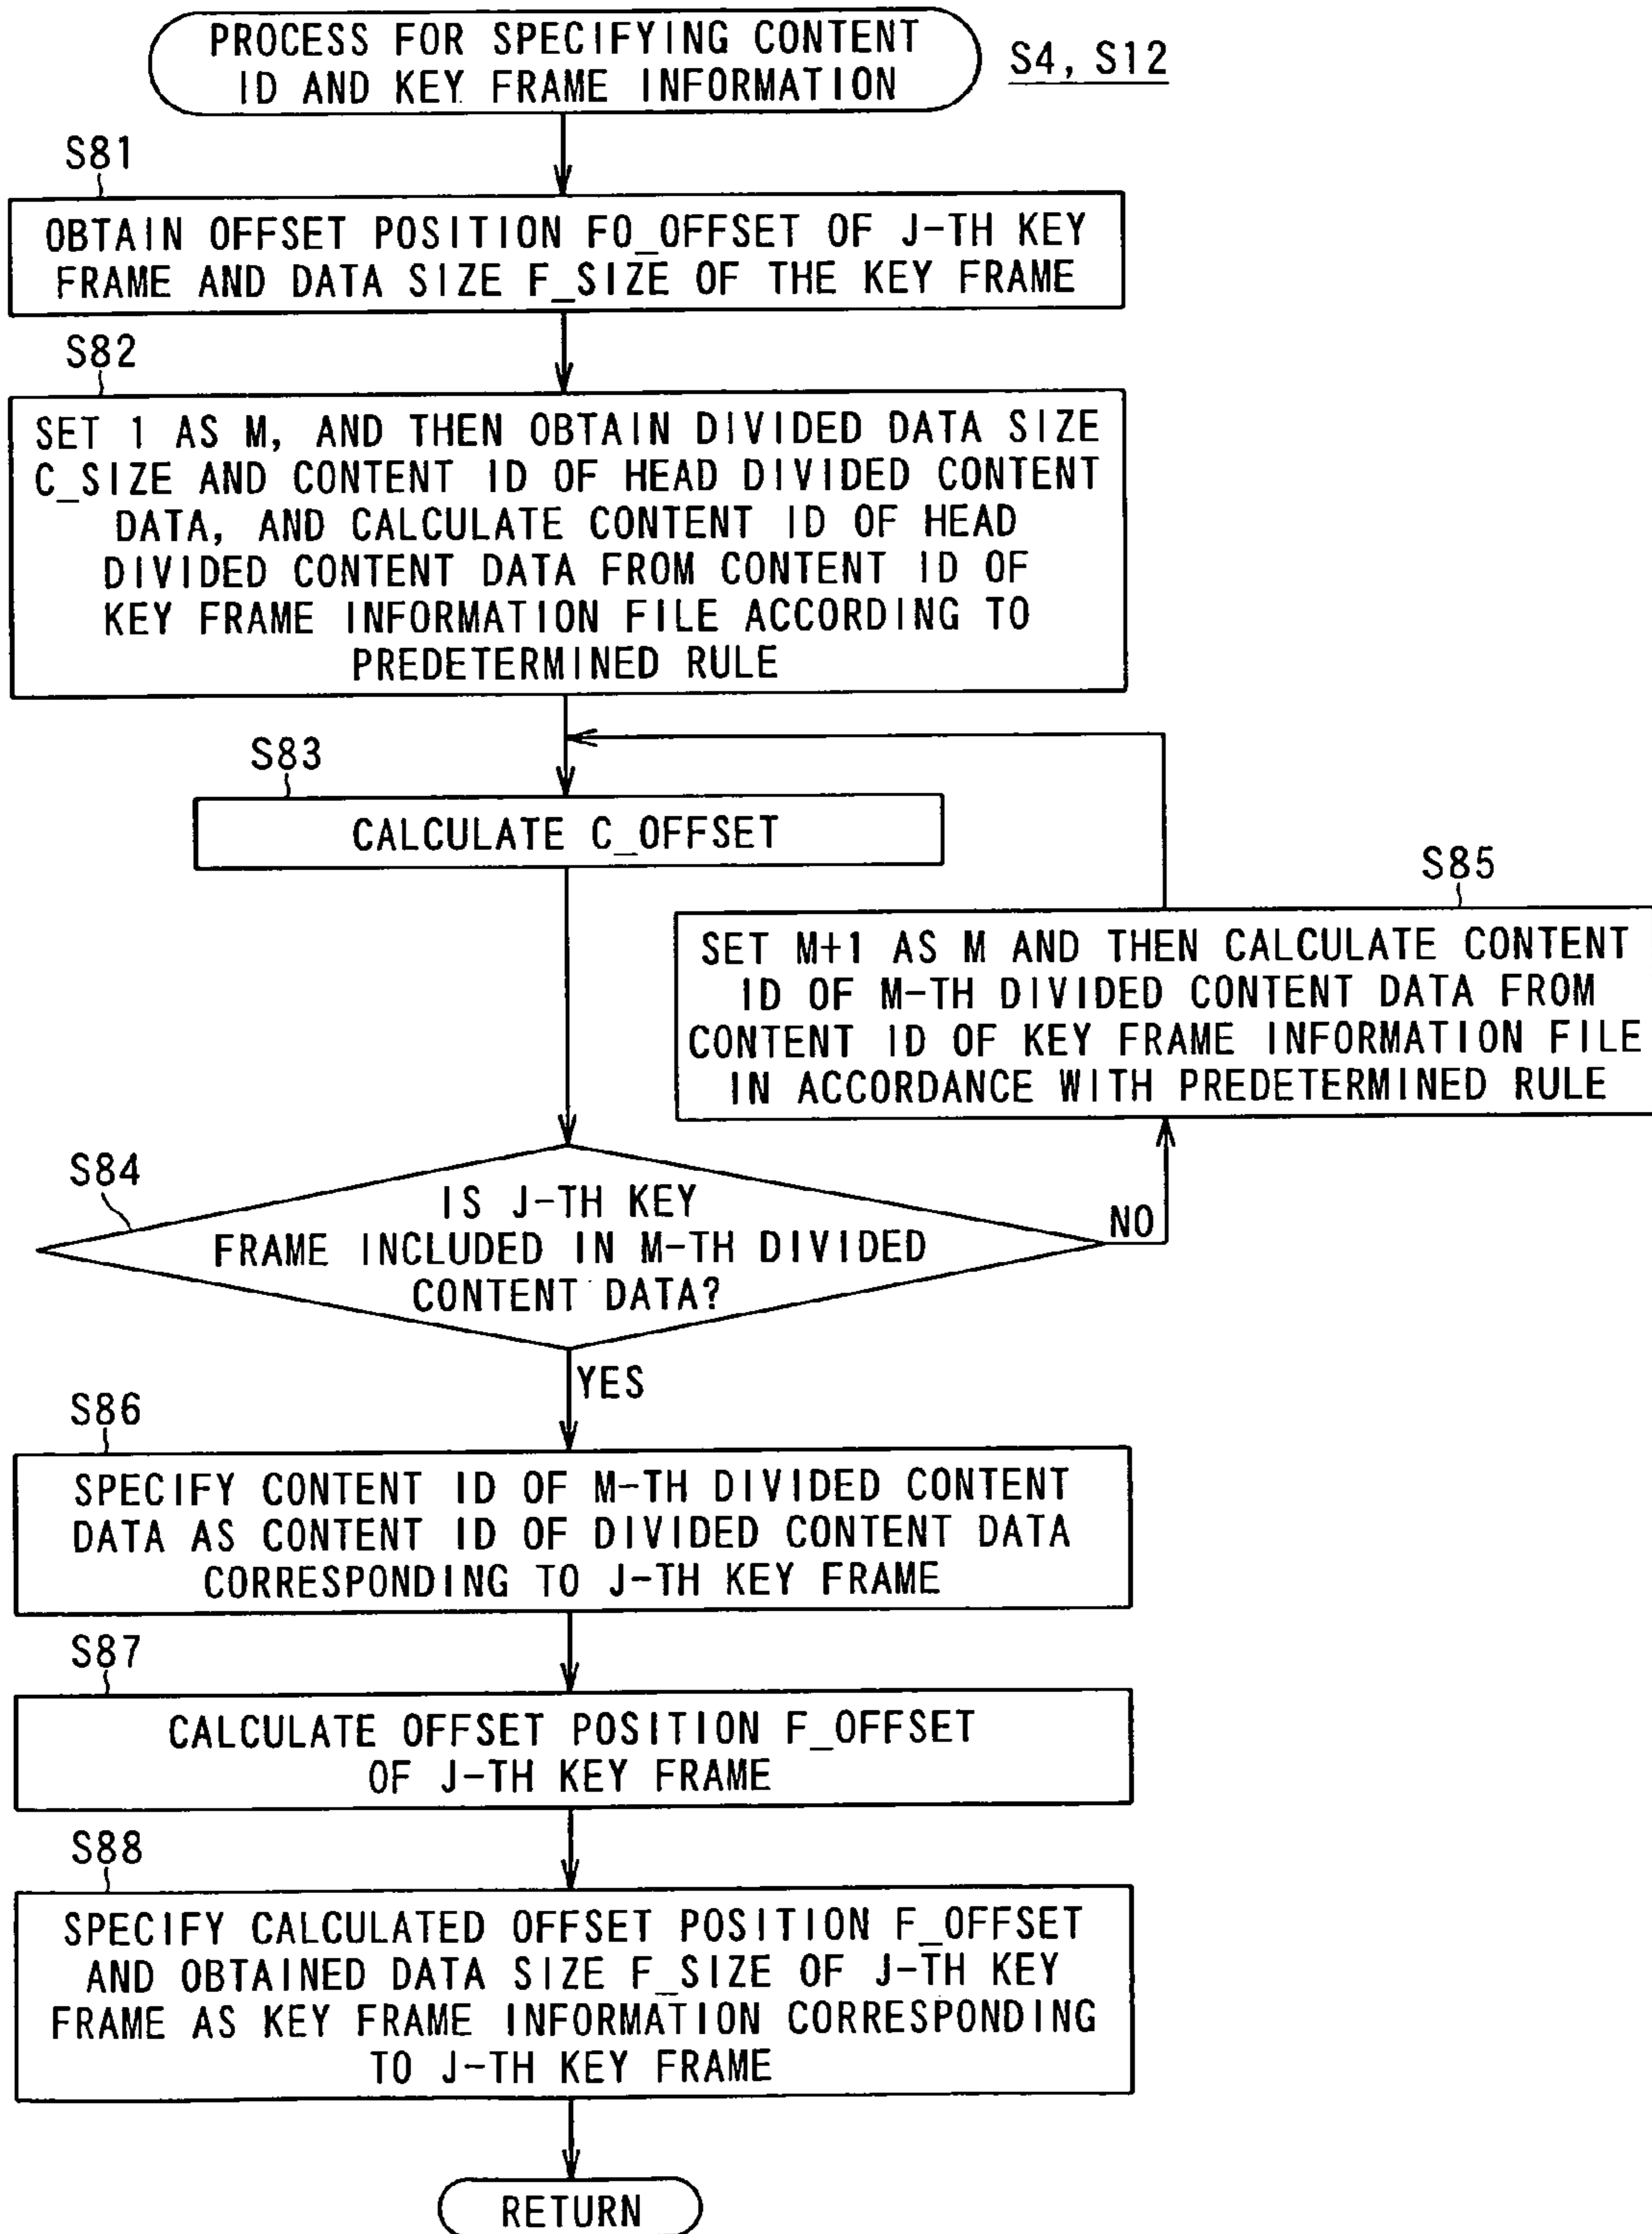 PROCESS FOR SPECIFYING CONTENT
ID AND KEY FRAME INFORMATION
S4, S12
S81
OBTAIN OFFSET POSITION FO_OFFSET OF J-TH KEY
FRAME AND DATA SIZE F_SIZE OF THE KEY FRAME
S82
SET 1 AS M, AND THEN OBTAIN DIVIDED DATA SIZE
C_SIZE AND CONTENT ID OF HEAD DIVIDED CONTENT
DATA, AND CALCULATE CONTENT ID OF HEAD
DIVIDED CONTENT DATA FROM CONTENT ID OF
KEY FRAME INFORMATION FILE ACCORDING TO
PREDETERMINED RULE
S83
CALCULATE C_OFFSET
S85
SET M+1 AS M AND THEN CALCULATE CONTENT
ID OF M-TH DIVIDED CONTENT DATA FROM
CONTENT ID OF KEY FRAME INFORMATION FILE
IN ACCORDANCE WITH PREDETERMINED RULE
S84
IS J-TH KEY
FRAME INCLUDED IN M-TH DIVIDED
CONTENT DATA?
NO
YES
S86
SPECIFY CONTENT ID OF M-TH DIVIDED CONTENT
DATA AS CONTENT ID OF DIVIDED CONTENT DATA
CORRESPONDING TO J-TH KEY FRAME
S87
CALCULATE OFFSET POSITION F_OFFSET
OF J-TH KEY FRAME
S88
SPECIFY CALCULATED OFFSET POSITION F_OFFSET
AND OBTAINED DATA SIZE F_SIZE OF J-TH KEY
FRAME AS KEY FRAME INFORMATION CORRESPONDING
TO J-TH KEY FRAME
RETURN